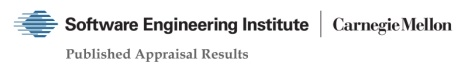 Software Engineering Institute | Carnegie Mellon
Published Appraisal Results